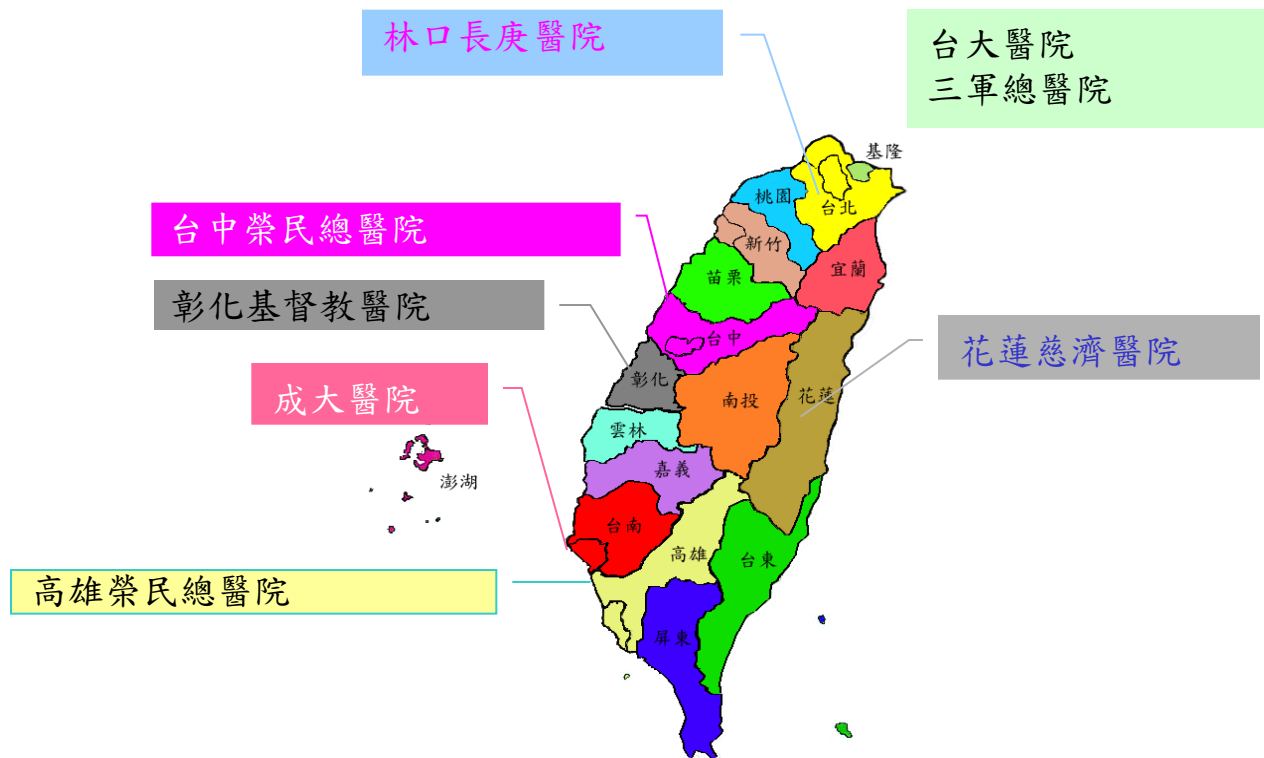 林口長庚醫院
台大醫院
三軍總醫院
基隆
桃園
台北
台中榮民總醫院
新竹
宜蘭
苗栗
彰化基督教醫院
台中
花蓮慈濟醫院
彰化
成大醫院
南投
花蓮
雲林
嘉義
澎湖
台南
高雄
台東
高雄榮民總醫院
屏東